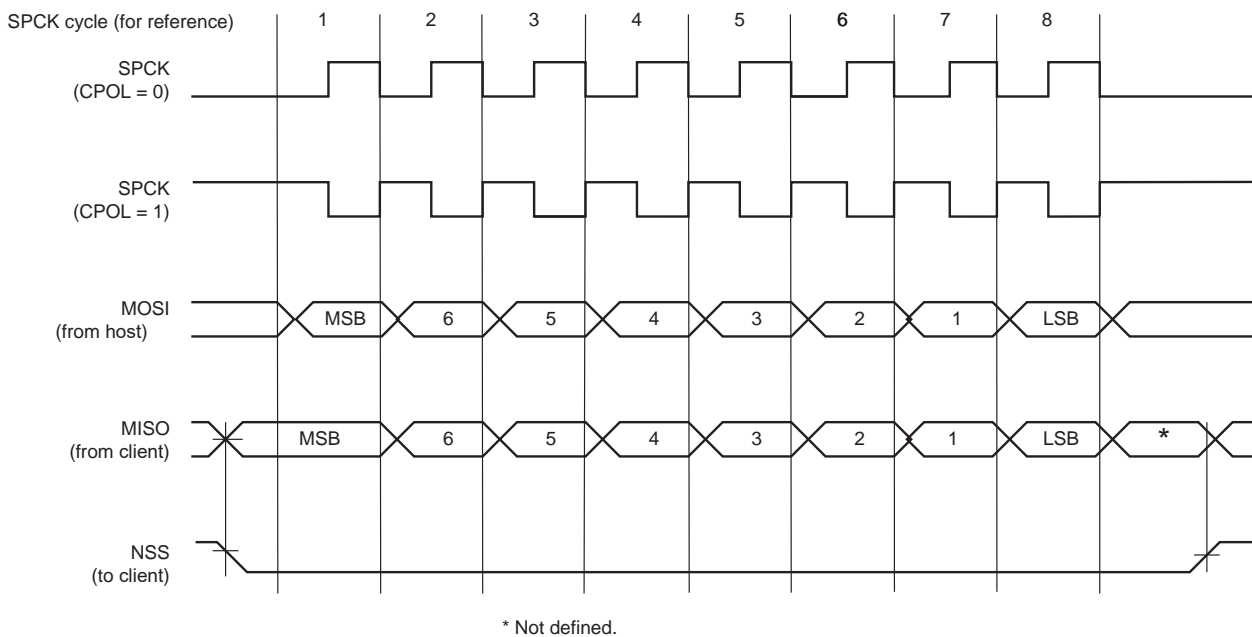 SPCK cycle (for reference) 1 2 3 4 5 6 7 8
SPCK
(CPOL = 0)
SPCK
(CPOL = 1)
MOSI
(from host)
MSB 6 5 4 3 2 1 LSB
MISO
(from client)
MSB 6 5 4 3 2 1 LSB *
NSS
(to client)
* Not defined.